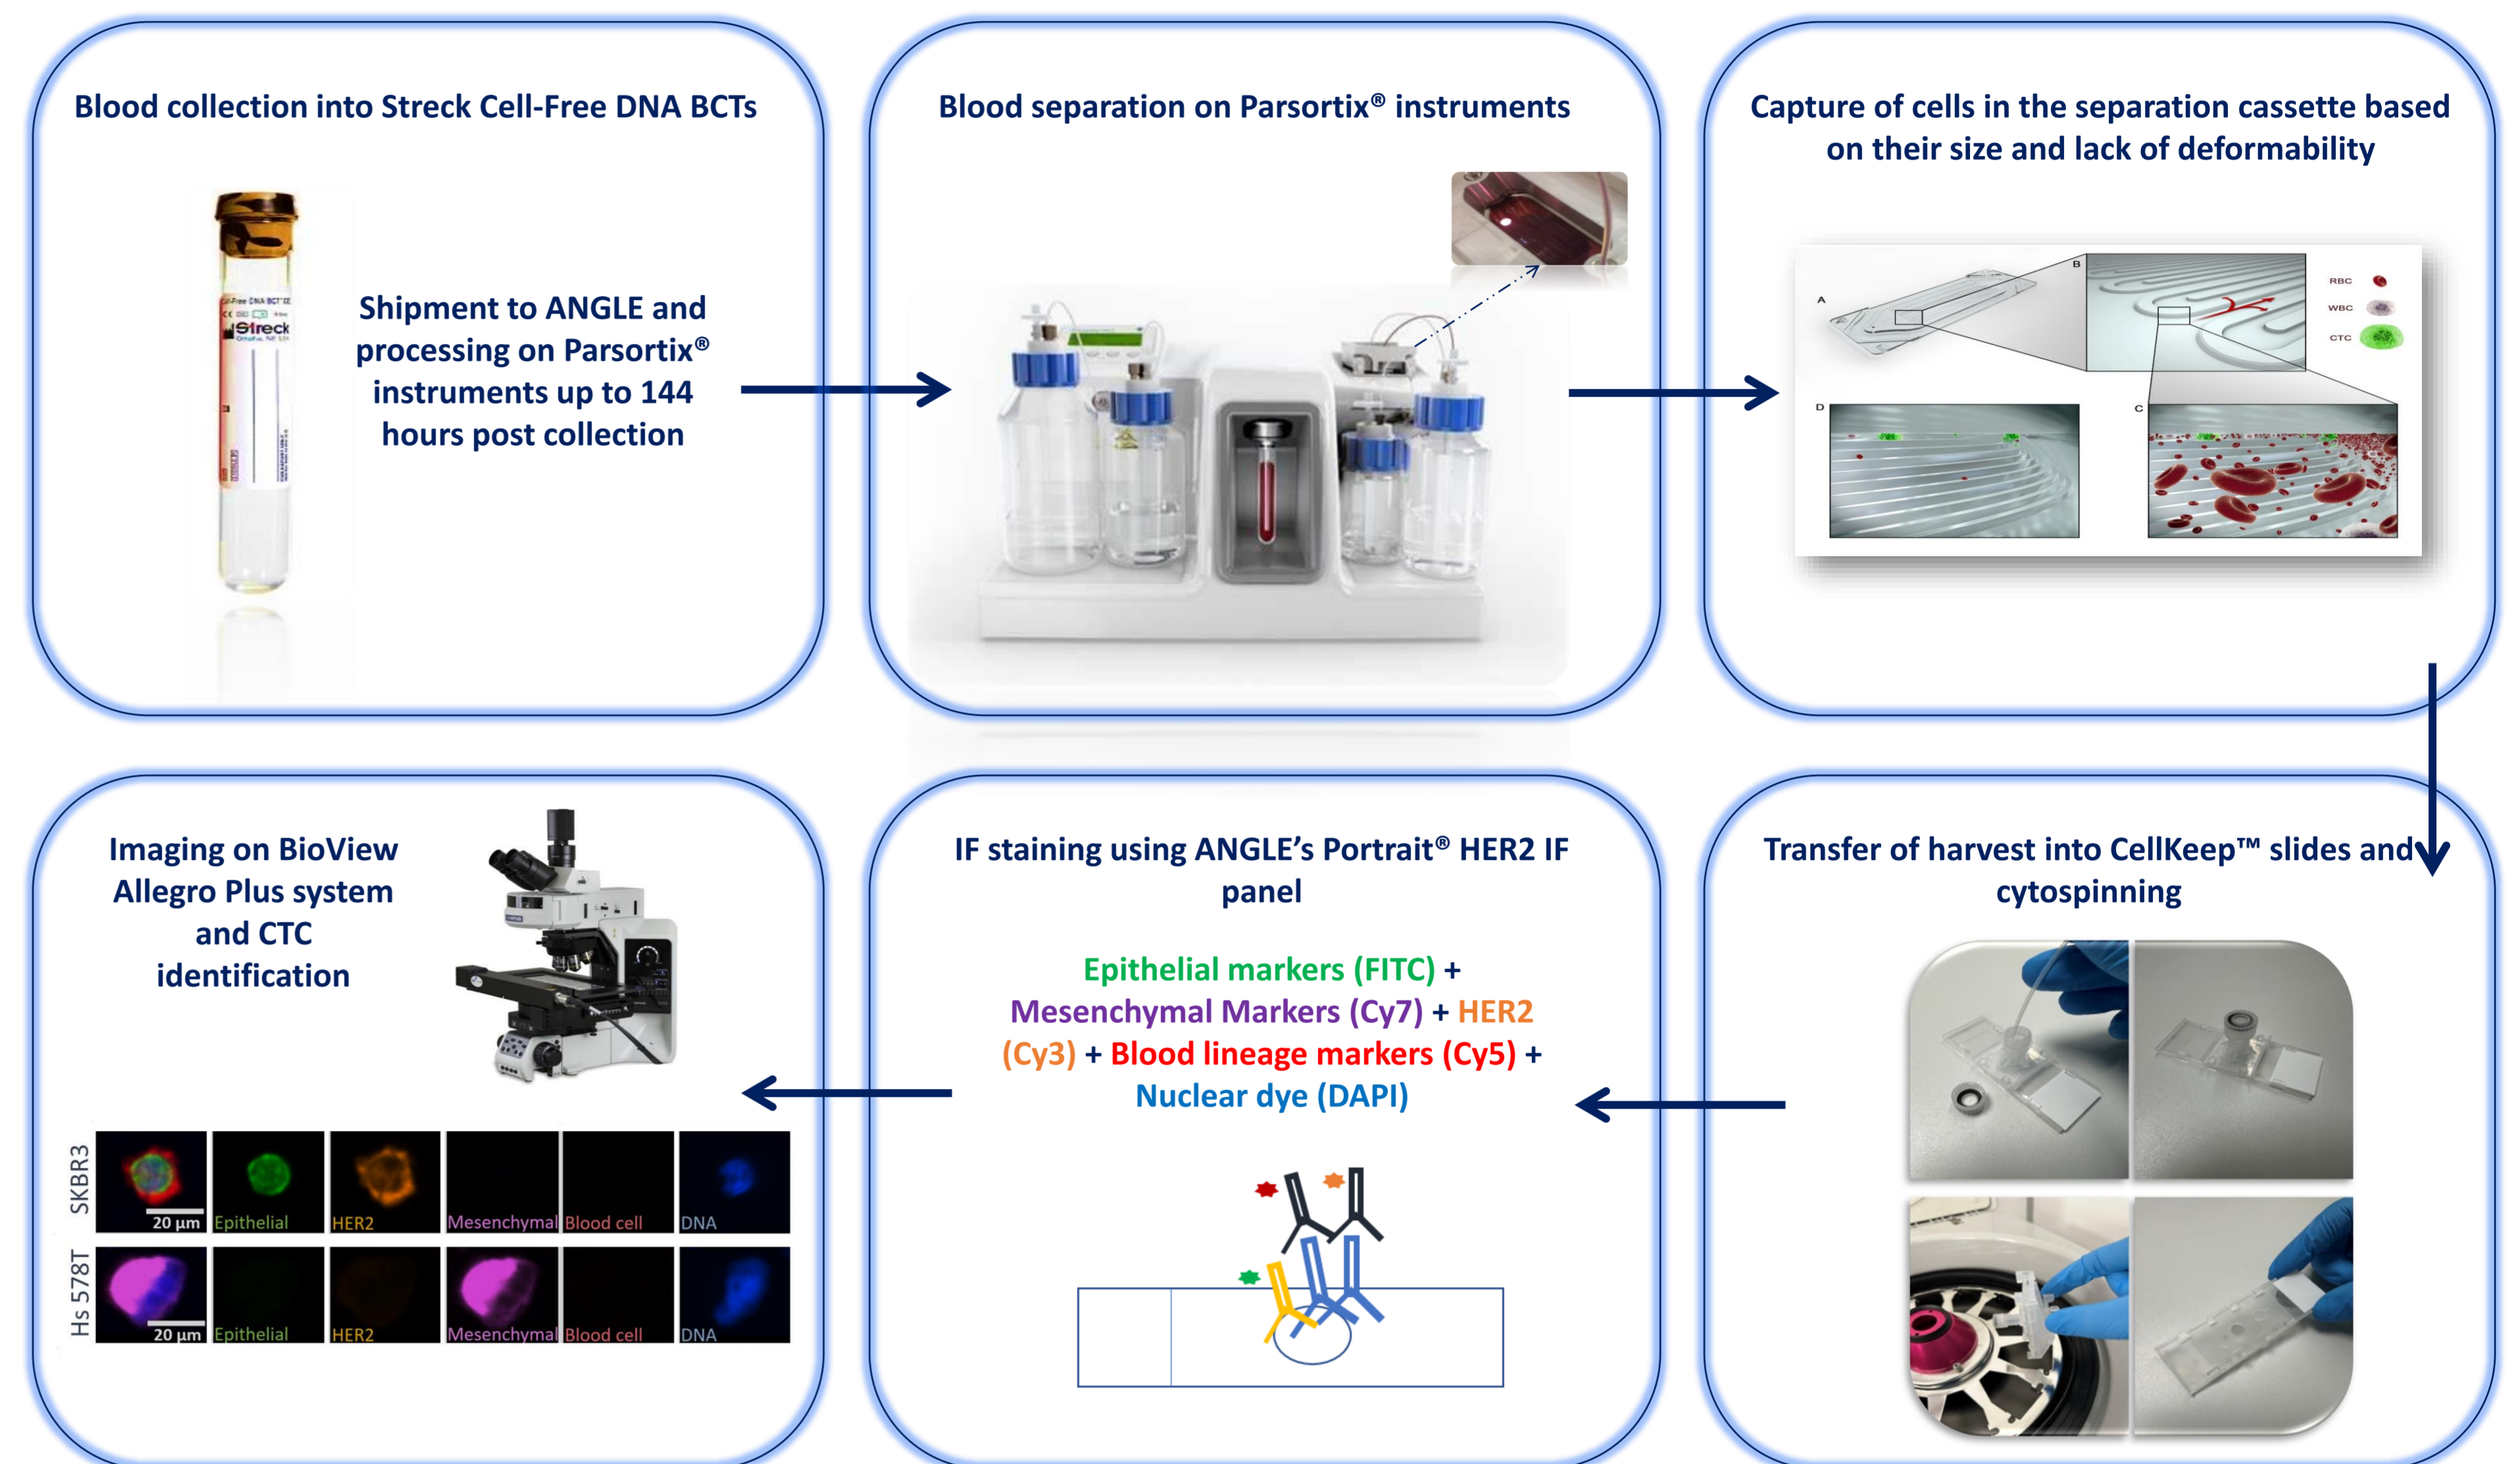 Blood collection into Streck Cell-Free DNA BCTs
Streck
Shipment to ANGLE and
processing on Parsortix®
instruments up to 144
hours post collection
Blood separation on Parsortix® instruments
Capture of cells in the separation cassette based
on their size and lack of deformability
A
B
RBC
WBC
CTC
D
C
Transfer of harvest into CellKeep™ slides and
cytospinning
IF staining using ANGLE’s Portrait® HER2 IF
panel
Epithelial markers (FITC) +
Mesenchymal Markers (Cy7) + HER2
(Cy3) + Blood lineage markers (Cy5) +
Nuclear dye (DAPI)
Imaging on BioView
Allegro Plus system
and CTC
identification
SKBR3
20 µm Epithelial HER2 Mesenchymal Blood cell DNA
Hs 578T
20 µm Epithelial HER2 Mesenchymal Blood cell DNA